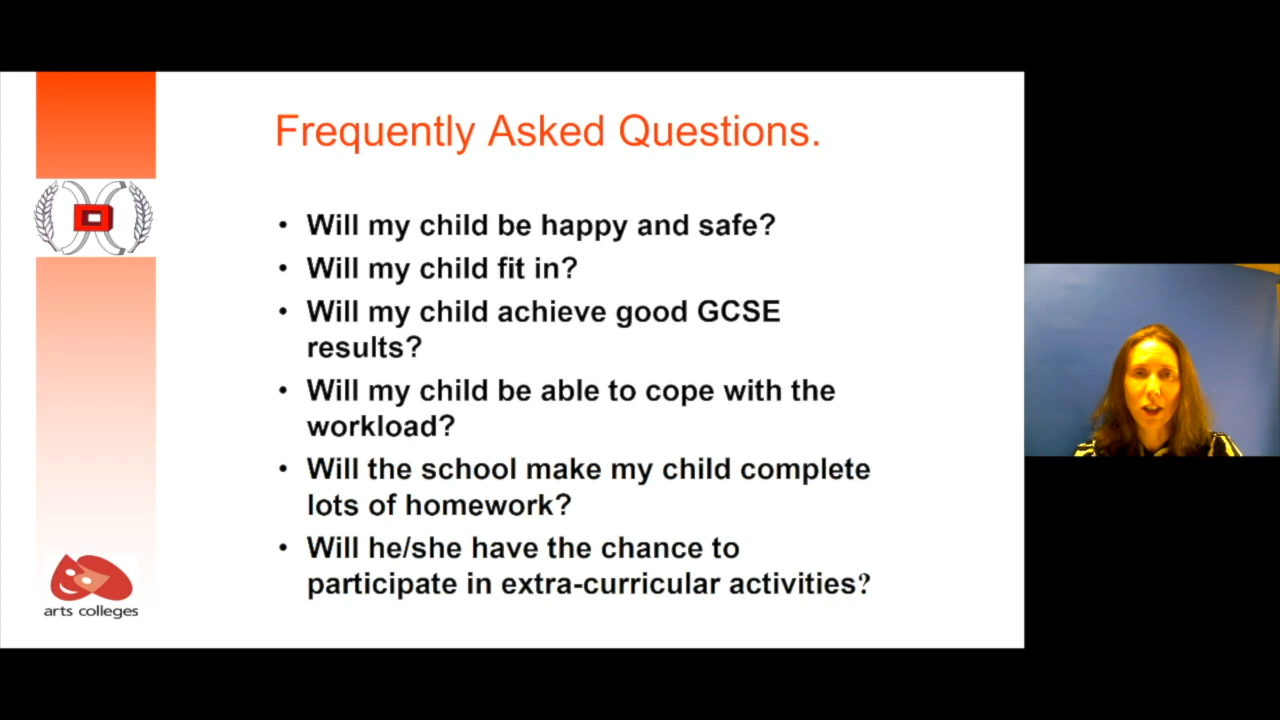 Frequently Asked Questions.
• Will my child be happy and safe?
• Will my child fit in?
• Will my child achieve good GCSE
results?
• Will my child be able to cope with the
workload?
• Will the school make my child complete
lots of homework?
• Will he/she have the chance to
participate in extra-curricular activities?
arts colleges